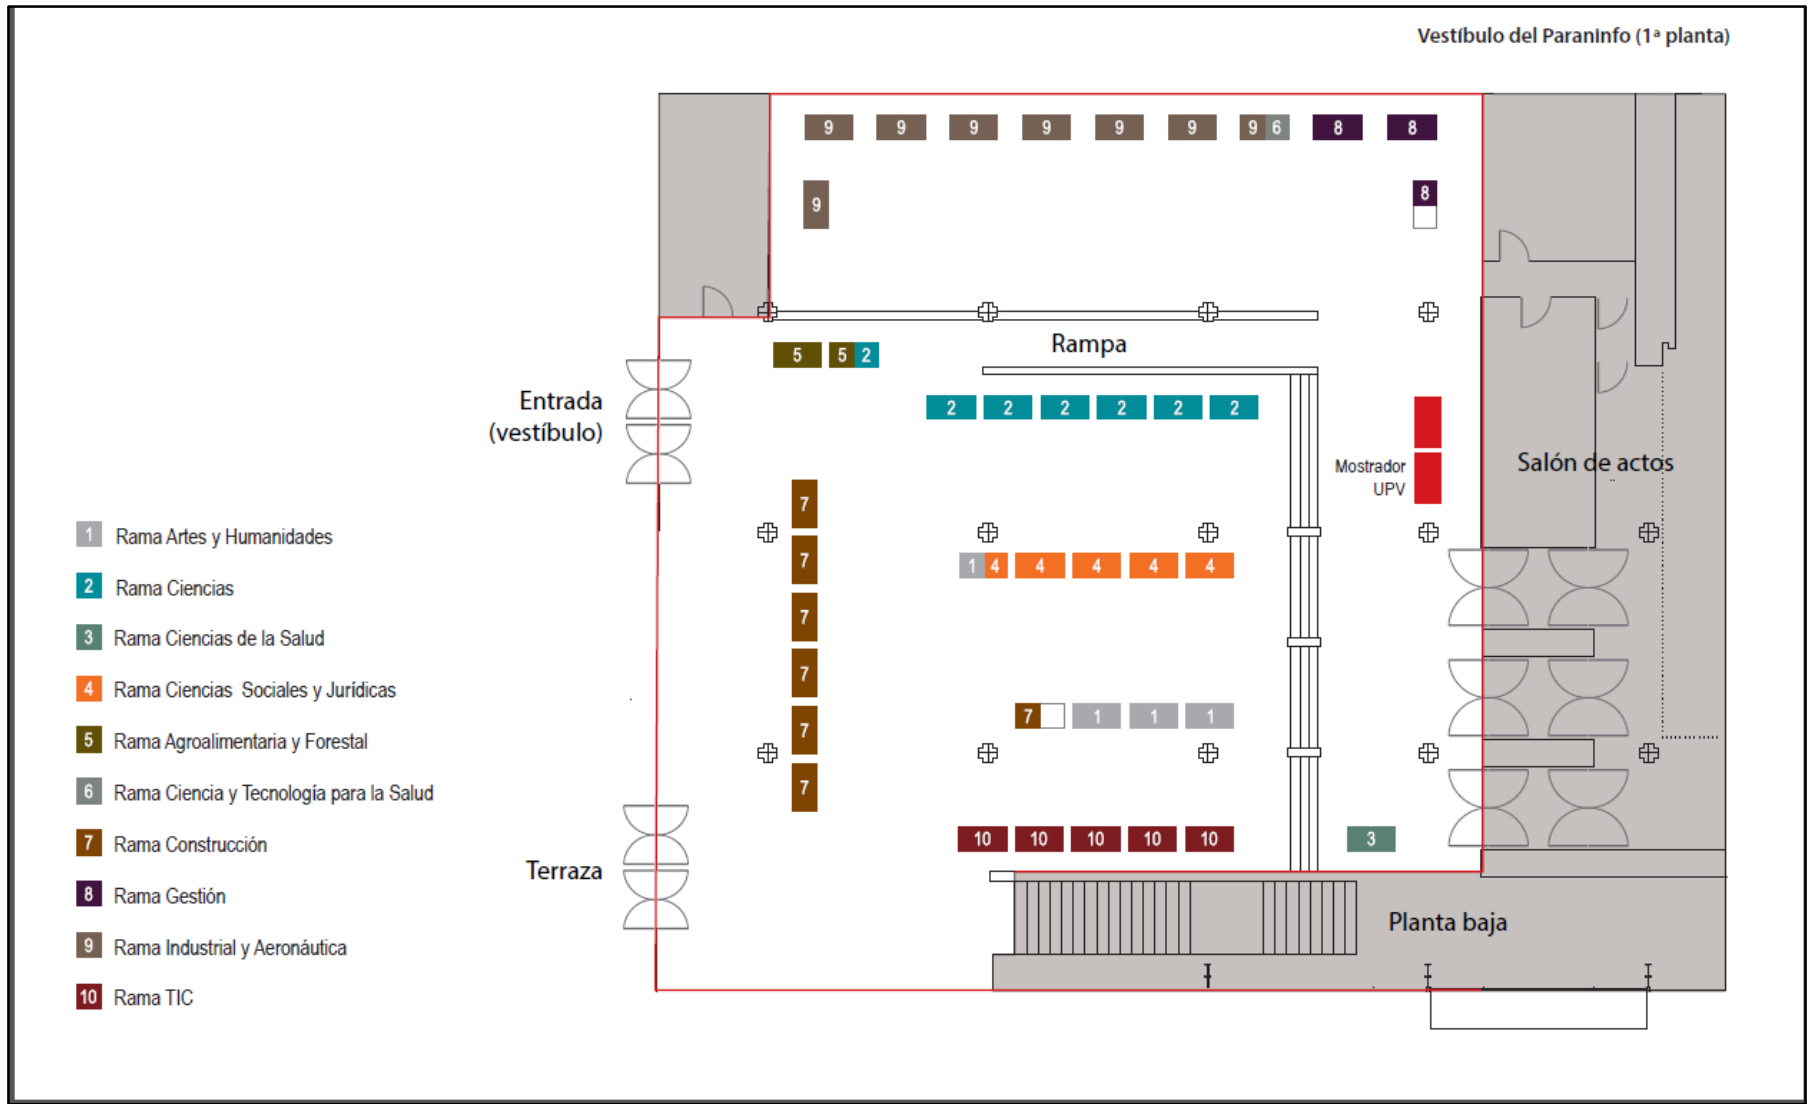 Vestíbulo del Paraninfo (1ª planta)
9 9 9 9 9 9 9 6 8 8
9 8
Rampa
5 5 2
Entrada
(vestíbulo)
2 2 2 2 2 2
Mostrador
UPV
Salón de actos
7
7
7
7
7
7
1 4 4 4 4 4
7 1 1 1
10 10 10 10 10 3
Terraza
Planta baja
1 Rama Artes y Humanidades
2 Rama Ciencias
3 Rama Ciencias de la Salud
4 Rama Ciencias Sociales y Jurídicas
5 Rama Agroalimentaria y Forestal
6 Rama Ciencia y Tecnología para la Salud
7 Rama Construcción
8 Rama Gestión
9 Rama Industrial y Aeronáutica
10 Rama TIC